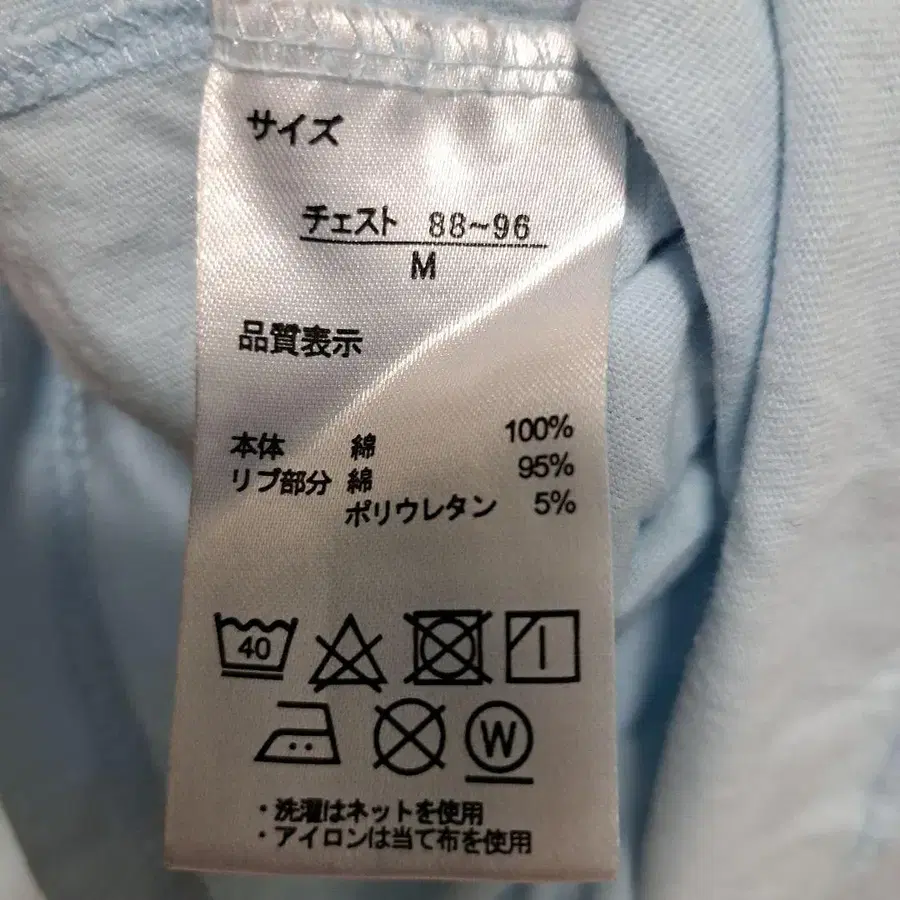 サイズ
チェスト 88~96
M
品質表示
本体 綿 100%
リブ部分 綿 95%
ポリウレタン 5%
40
W
・洗濯はネットを使用
・アイロンは当て布を使用